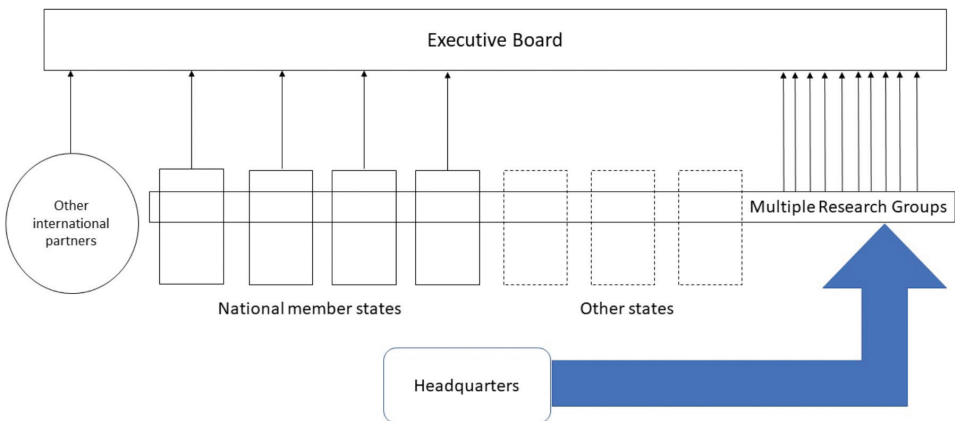 Executive Board
Other
international
partners
Multiple Research Groups
National member states
Other states
Headquarters